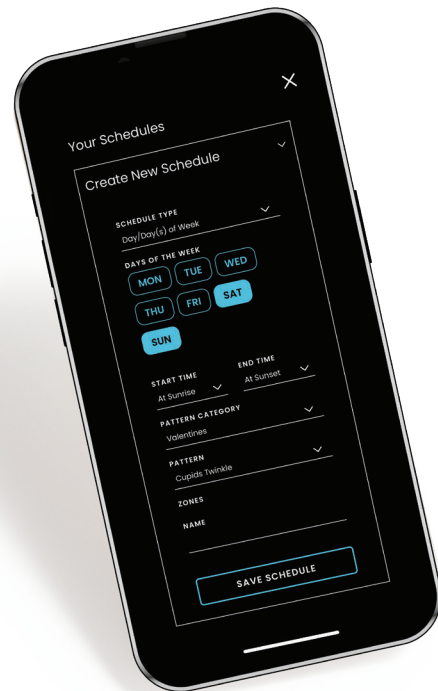 Your Schedules
Create New Schedule
SCHEDULE TYPE
Day/Day(s) of Week
DAYS OF THE WEEK
MON TUE WED
THU FRI SAT
SUN
START TIME END TIME
At Sunrise At Sunset
PATTERN CATEGORY
Valentines
PATTERN
Cupids Twinkle
ZONES
NAME
SAVE SCHEDULE